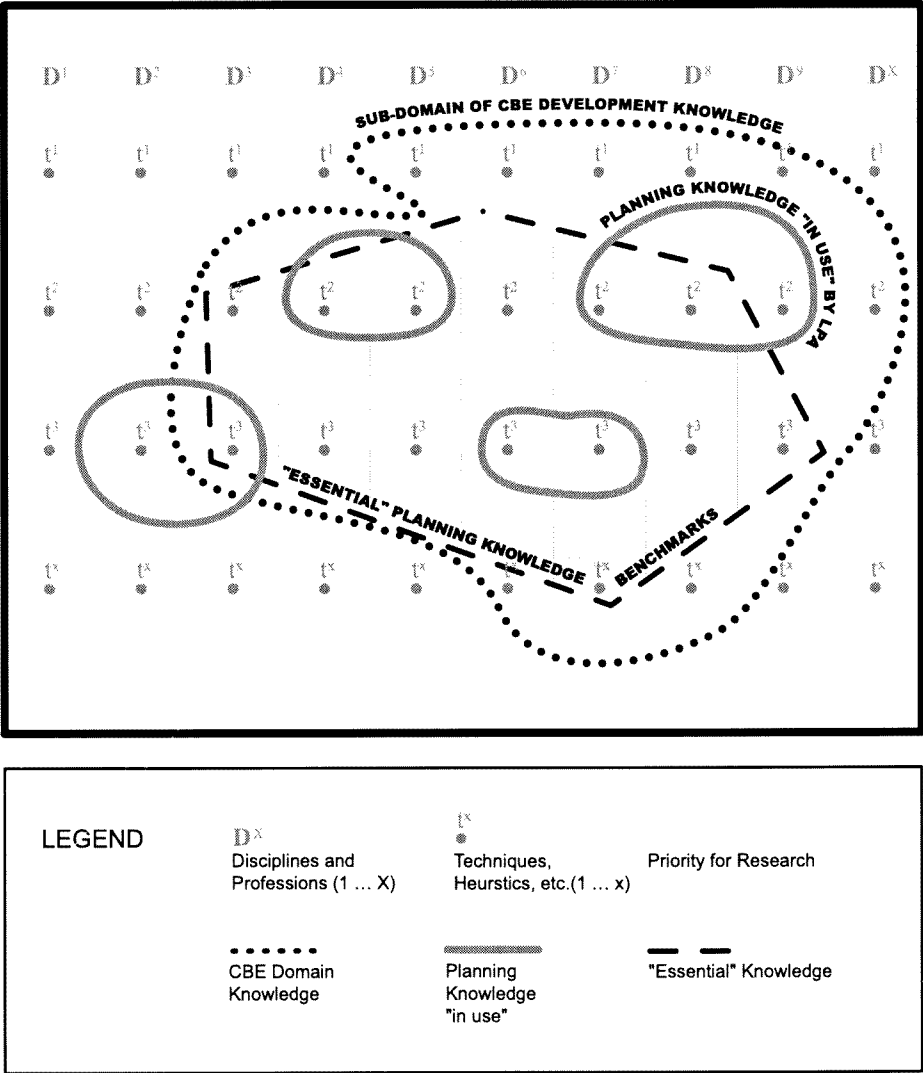 D¹ D² D³ D⁴ D⁵ D⁶ D⁷ D⁸ D⁹ Dˣ
SUB-DOMAIN OF CBE DEVELOPMENT KNOWLEDGE
t¹ t¹ t¹ t¹ t¹ t¹ t¹ t¹ t¹ t¹
PLANNING KNOWLEDGE "IN USE" BY LPA
t² t² t² t² t² t² t² t² t² t²
t³ t³ t³ t³ t³ t³ t³ t³ t³ t³
"ESSENTIAL" PLANNING KNOWLEDGE BENCHMARKS
tˣ tˣ tˣ tˣ tˣ tˣ tˣ tˣ tˣ tˣ
LEGEND
Dˣ
Disciplines and
Professions (1 ... X)
tˣ
Techniques,
Heurstics, etc.(1 ... x)
Priority for Research
CBE Domain
Knowledge
Planning
Knowledge
"in use"
"Essential" Knowledge